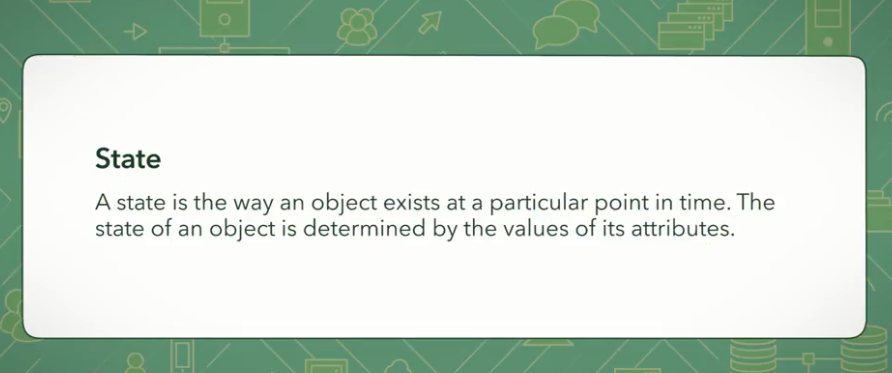 State
A state is the way an object exists at a particular point in time. The
state of an object is determined by the values of its attributes.